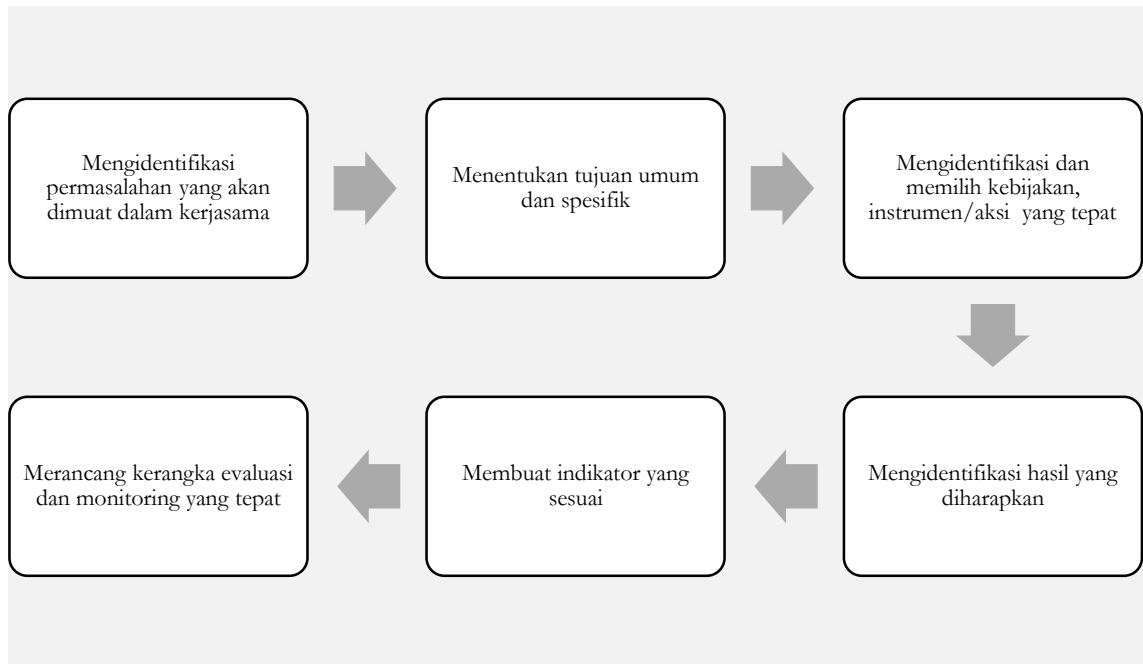 Mengidentifikasi
permasalahan yang akan
dimuat dalam kerjasama
Menentukan tujuan umum
dan spesifik
Mengidentifikasi dan
memilih kebijakan,
instrumen/aksi yang tepat
Mengidentifikasi hasil yang
diharapkan
Membuat indikator yang
sesuai
Merancang kerangka evaluasi
dan monitoring yang tepat